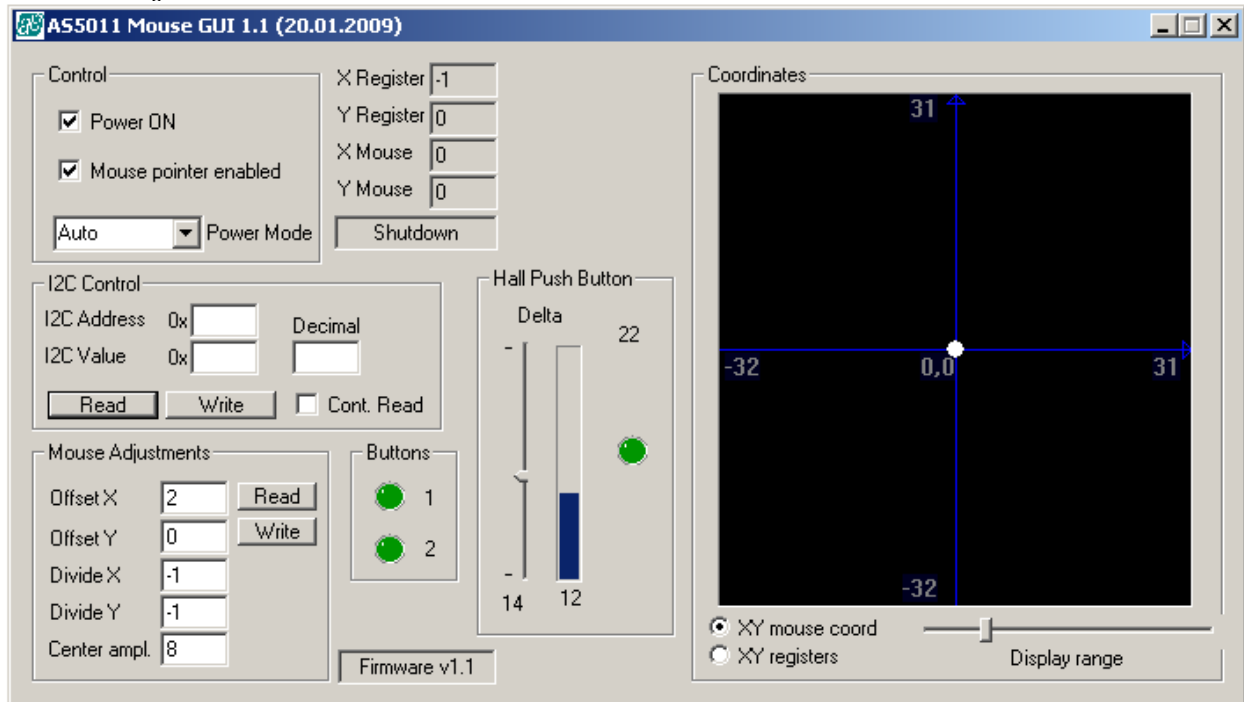 AS5011 Mouse GUI 1.1 (20.01.2009)
Control
Power ON
Mouse pointer enabled
Auto Power Mode
X Register -1
Y Register 0
X Mouse 0
Y Mouse 0
Shutdown
I2C Control
I2C Address 0x
Decimal
I2C Value 0x
Read Write Cont. Read
Mouse Adjustments
Offset X 2 Read
Offset Y 0 Write
Divide X -1
Divide Y -1
Center ampl. 8
Buttons
1
2
Firmware v1.1
Hall Push Button
Delta
22
14 12
Coordinates
31
-32 0,0 31
-32
XY mouse coord
XY registers
Display range